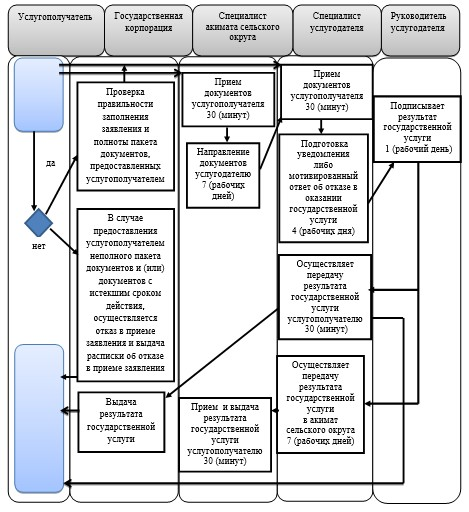 Услугополучатель
Государственная
корпорация
Специалист
акимата сельского
округа
Специалист
услугодателя
Руководитель
услугодателя
да
нет
Проверка
правильности
заполнения
заявления и
полноты пакета
документов,
предоставленных
услугополучателем
В случае
предоставления
услугополучателем
неполного пакета
документов и (или)
документов с
истекшим сроком
действия,
осуществляется
отказ в приеме
заявления и выдача
расписки об отказе
в приеме заявления
Выдача
результата
государственной
услуги
Прием
документов
услугополучателя
30 (минут)
Направление
документов
услугодателю
7 (рабочих
дней)
Прием и выдача
результата
государственной
услуги
услугополучателю
30 (минут)
Прием
документов
услугополучателя
30 (минут)
Подготовка
уведомления
либо
мотивированный
ответ об отказе в
оказании
государственной
услуги
4 (рабочих дня)
Осуществляет
передачу
результата
государственной
услуги
услугополучателю
30 (минут)
Осуществляет
передачу
результата
государственной
услуги
в акимат
сельского округа
7 (рабочих дней)
Подписывает
результат
государственной
услуги
1 (рабочий день)